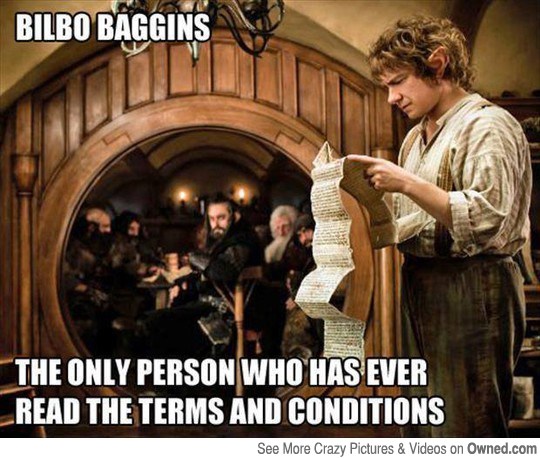 BILBO BAGGINS
THE ONLY PERSON WHO HAS EVER
READ THE TERMS AND CONDITIONS
See More Crazy Pictures & Videos on Owned.com